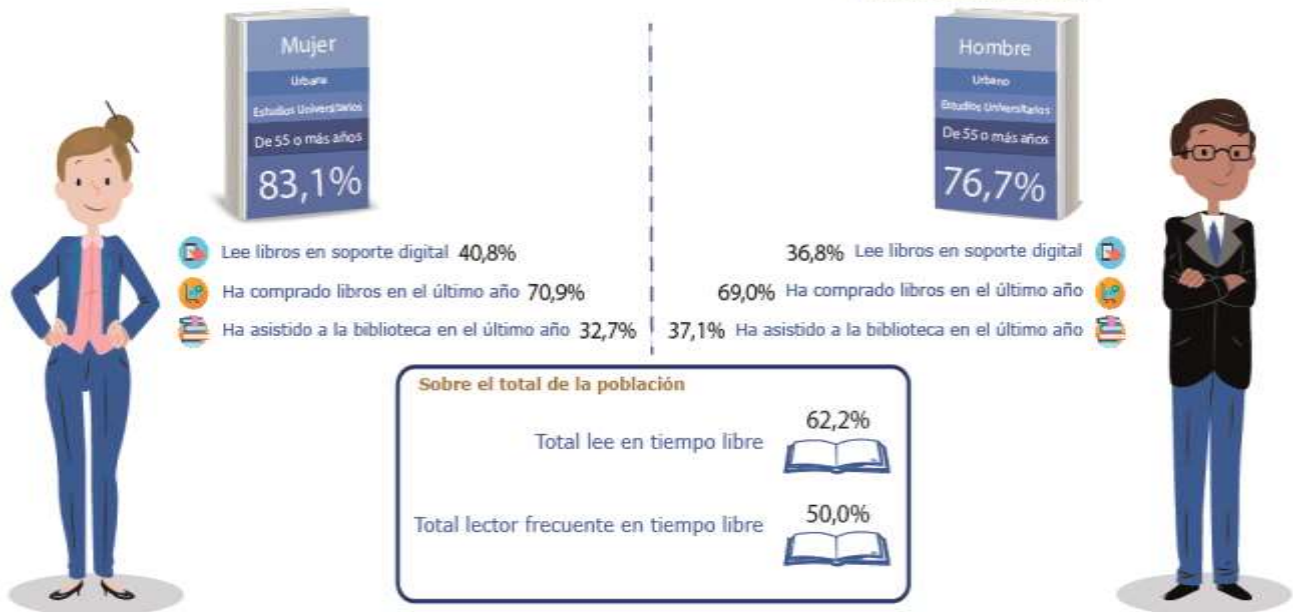 Mujer
Urbana
Estudios Universitarios
De 55 o más años
83,1%
Lee libros en soporte digital 40,8%
Ha comprado libros en el último año 70,9%
Ha asistido a la biblioteca en el último año 32,7%
Hombre
Urbano
Estudios Universitarios
De 55 o más años
76,7%
36,8% Lee libros en soporte digital
69,0% Ha comprado libros en el último año
37,1% Ha asistido a la biblioteca en el último año
Sobre el total de la población
62,2%
Total lee en tiempo libre
50,0%
Total lector frecuente en tiempo libre